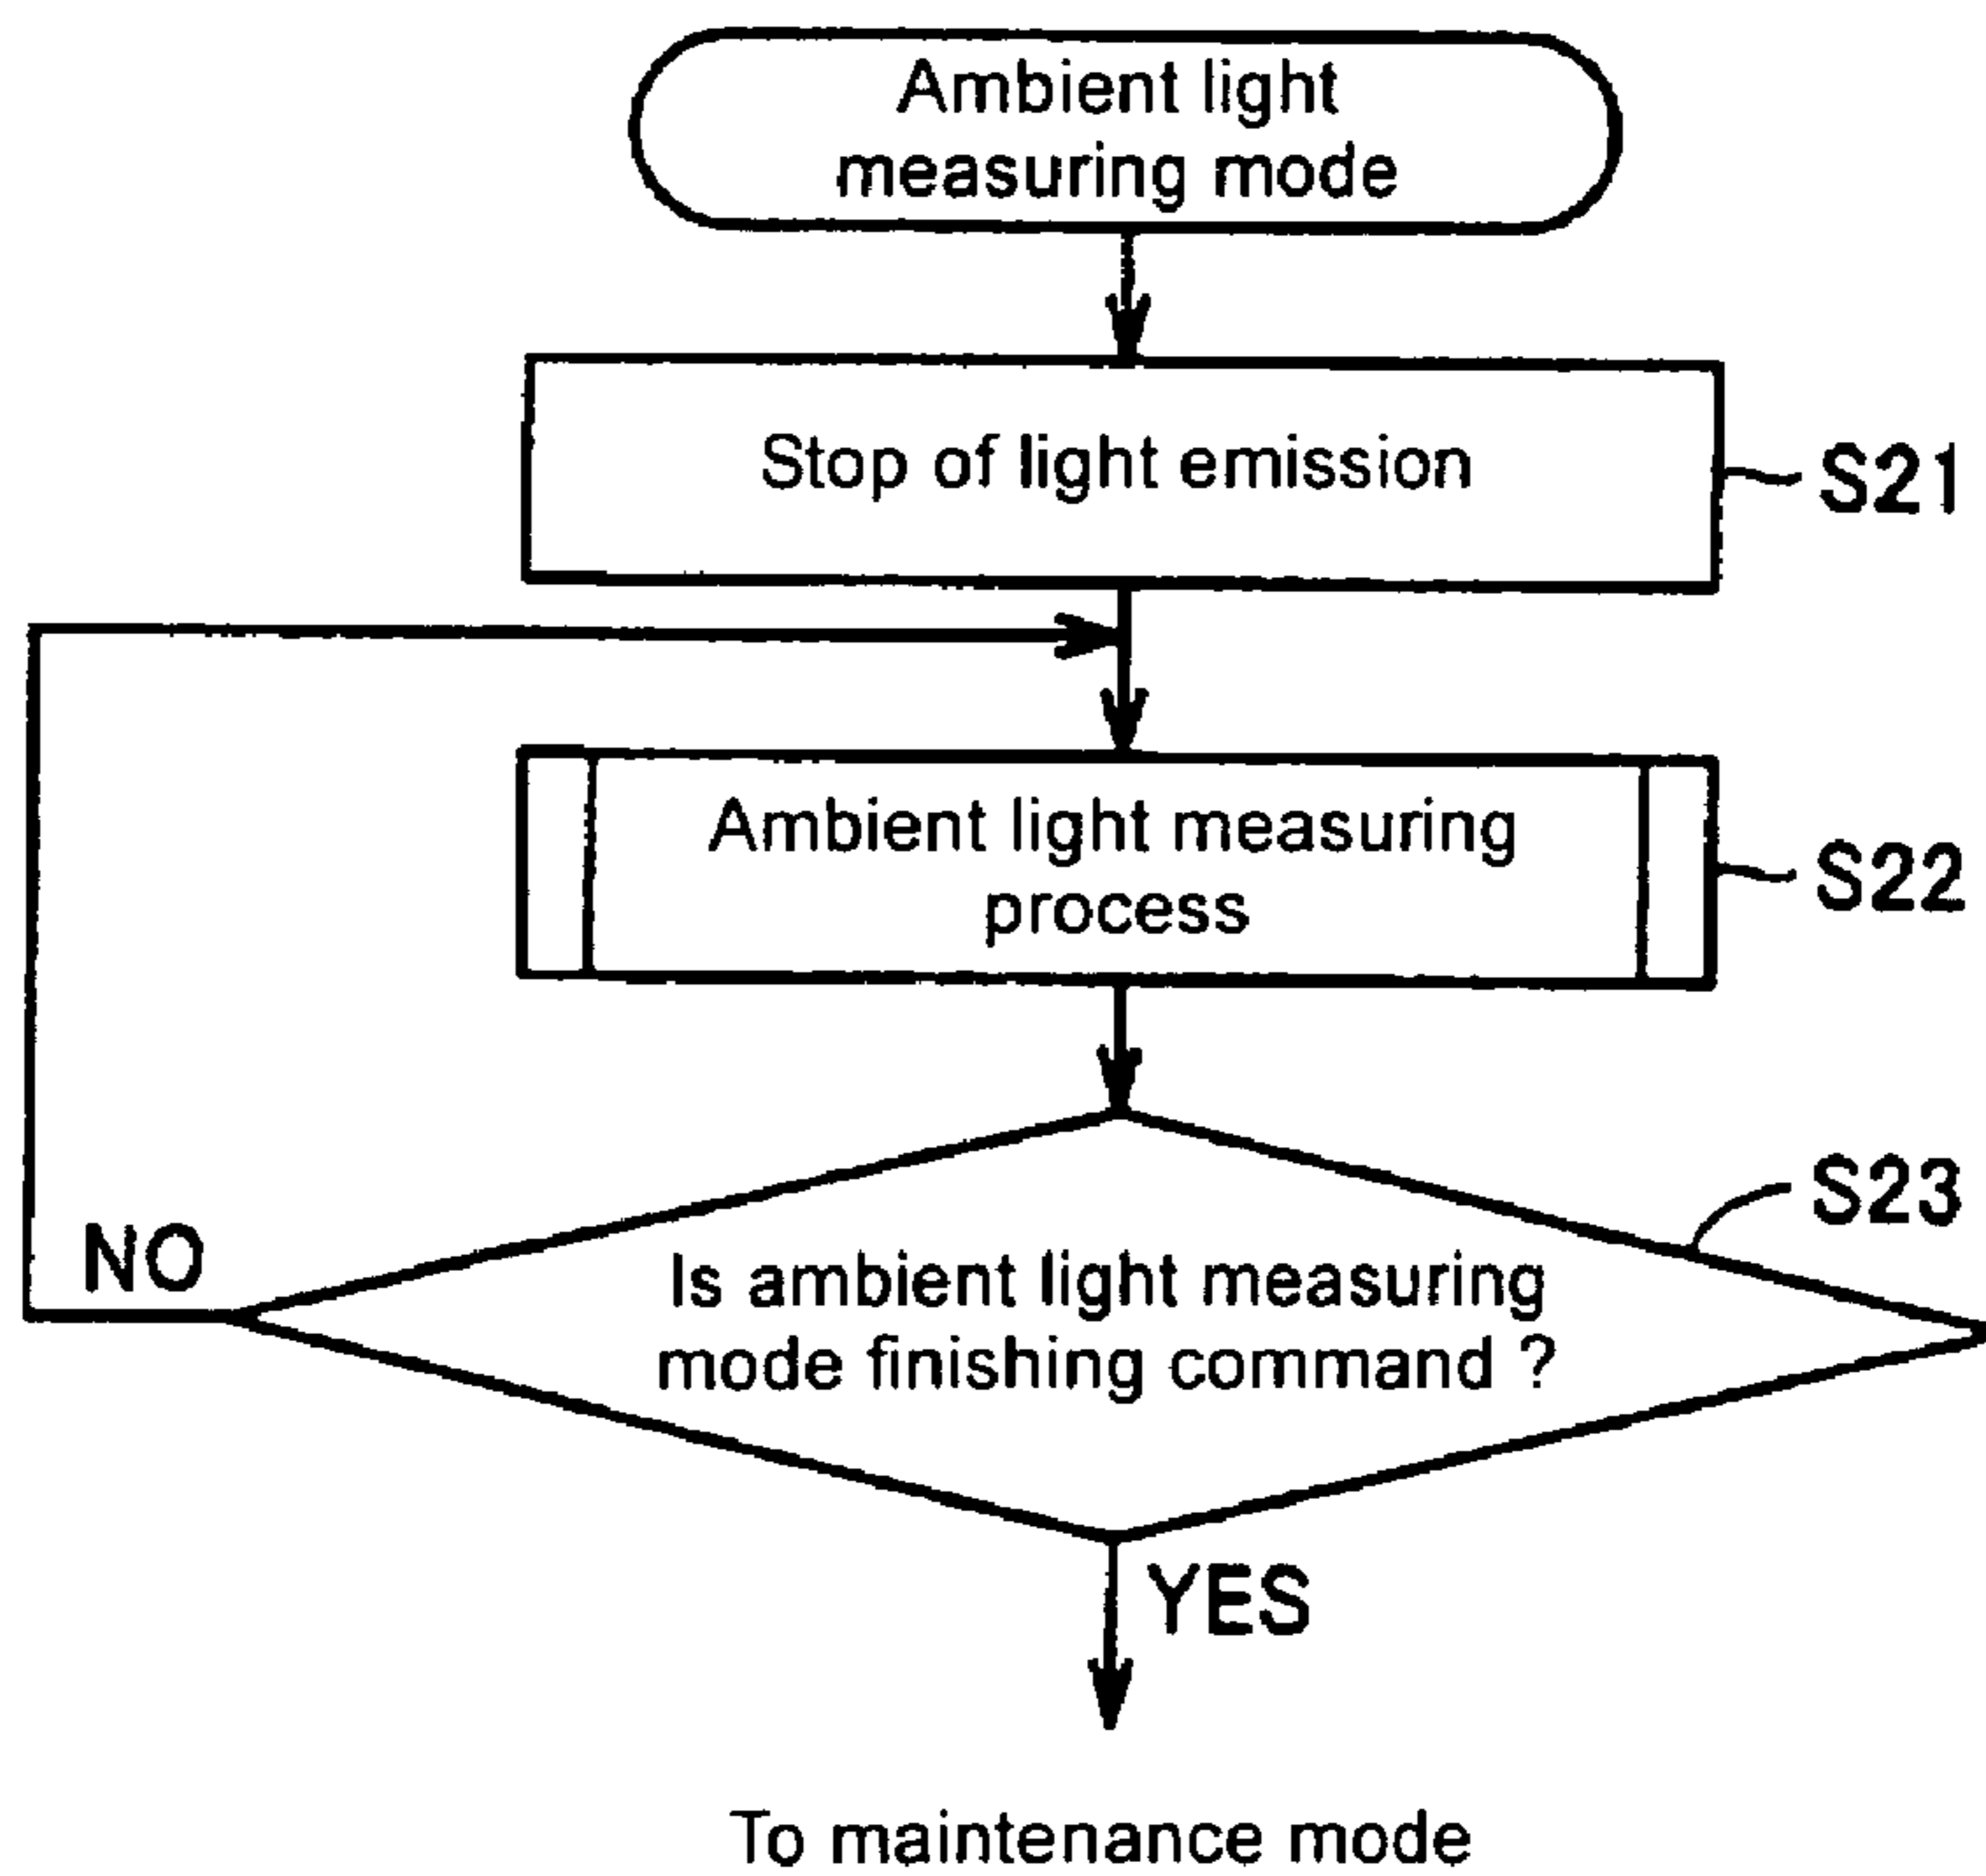 Ambient light
measuring mode
Stop of light emission
S21
Ambient light measuring
process
S22
S23
Is ambient light measuring
mode finishing command ?
NO
YES
To maintenance mode